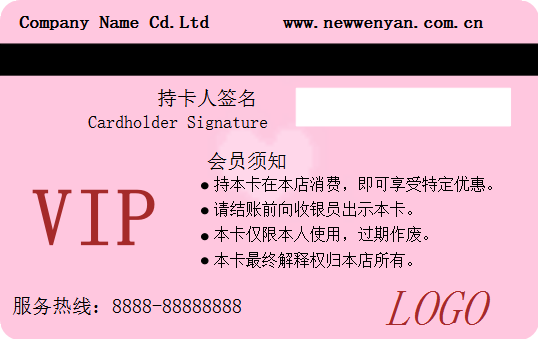 Company Name Cd.Ltd
www.newwenyan.com.cn
持卡人签名
Cardholder Signature
会员须知
VIP
●持本卡在本店消费，即可享受特定优惠。
●请结账前向收银员出示本卡。
●本卡仅限本人使用，过期作废。
●本卡最终解释权归本店所有。
服务热线：8888-88888888
LOGO